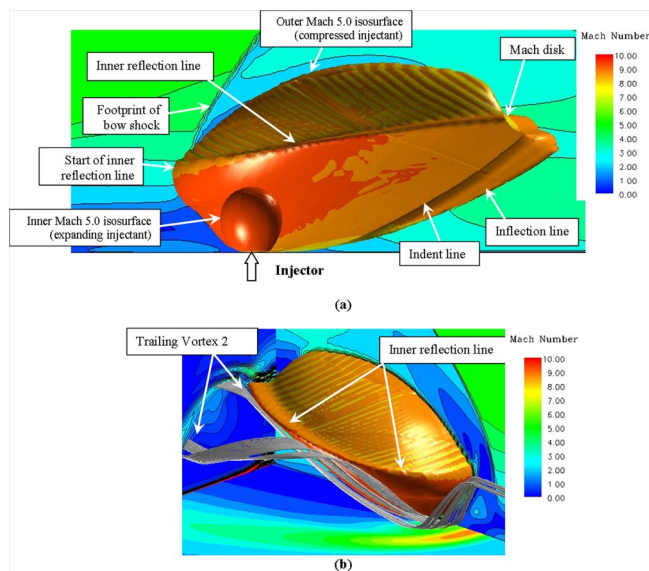 Outer Mach 5.0 isosurface
(compressed injectant)
Mach Number
Inner reflection line
Mach disk
10.00
9.00
8.00
7.00
6.00
5.00
4.00
3.00
2.00
1.00
0.00
Footprint of
bow shock
Start of inner
reflection line
Inner Mach 5.0 isosurface
(expanding injectant)
Inflection line
Indent line
Injector
(a)
Trailing Vortex 2
Inner reflection line
Mach Number
10.00
9.00
8.00
7.00
6.00
5.00
4.00
3.00
2.00
1.00
0.00
(b)